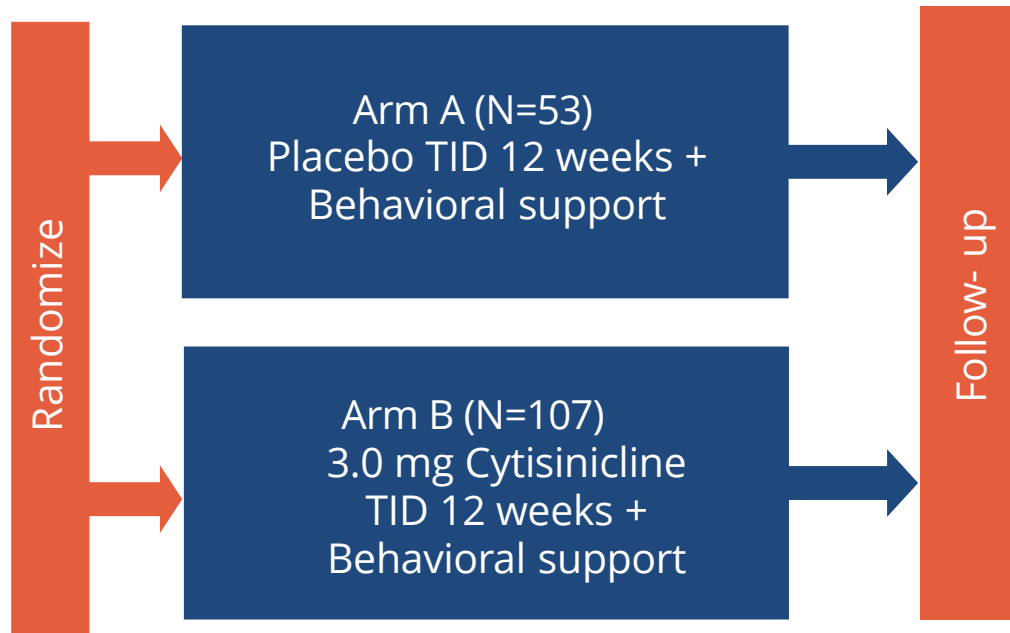 Randomize
Arm A (N=53)
Placebo TID 12 weeks +
Behavioral support
Arm B (N=107)
3.0 mg Cytisinicline
TID 12 weeks +
Behavioral support
Follow- up